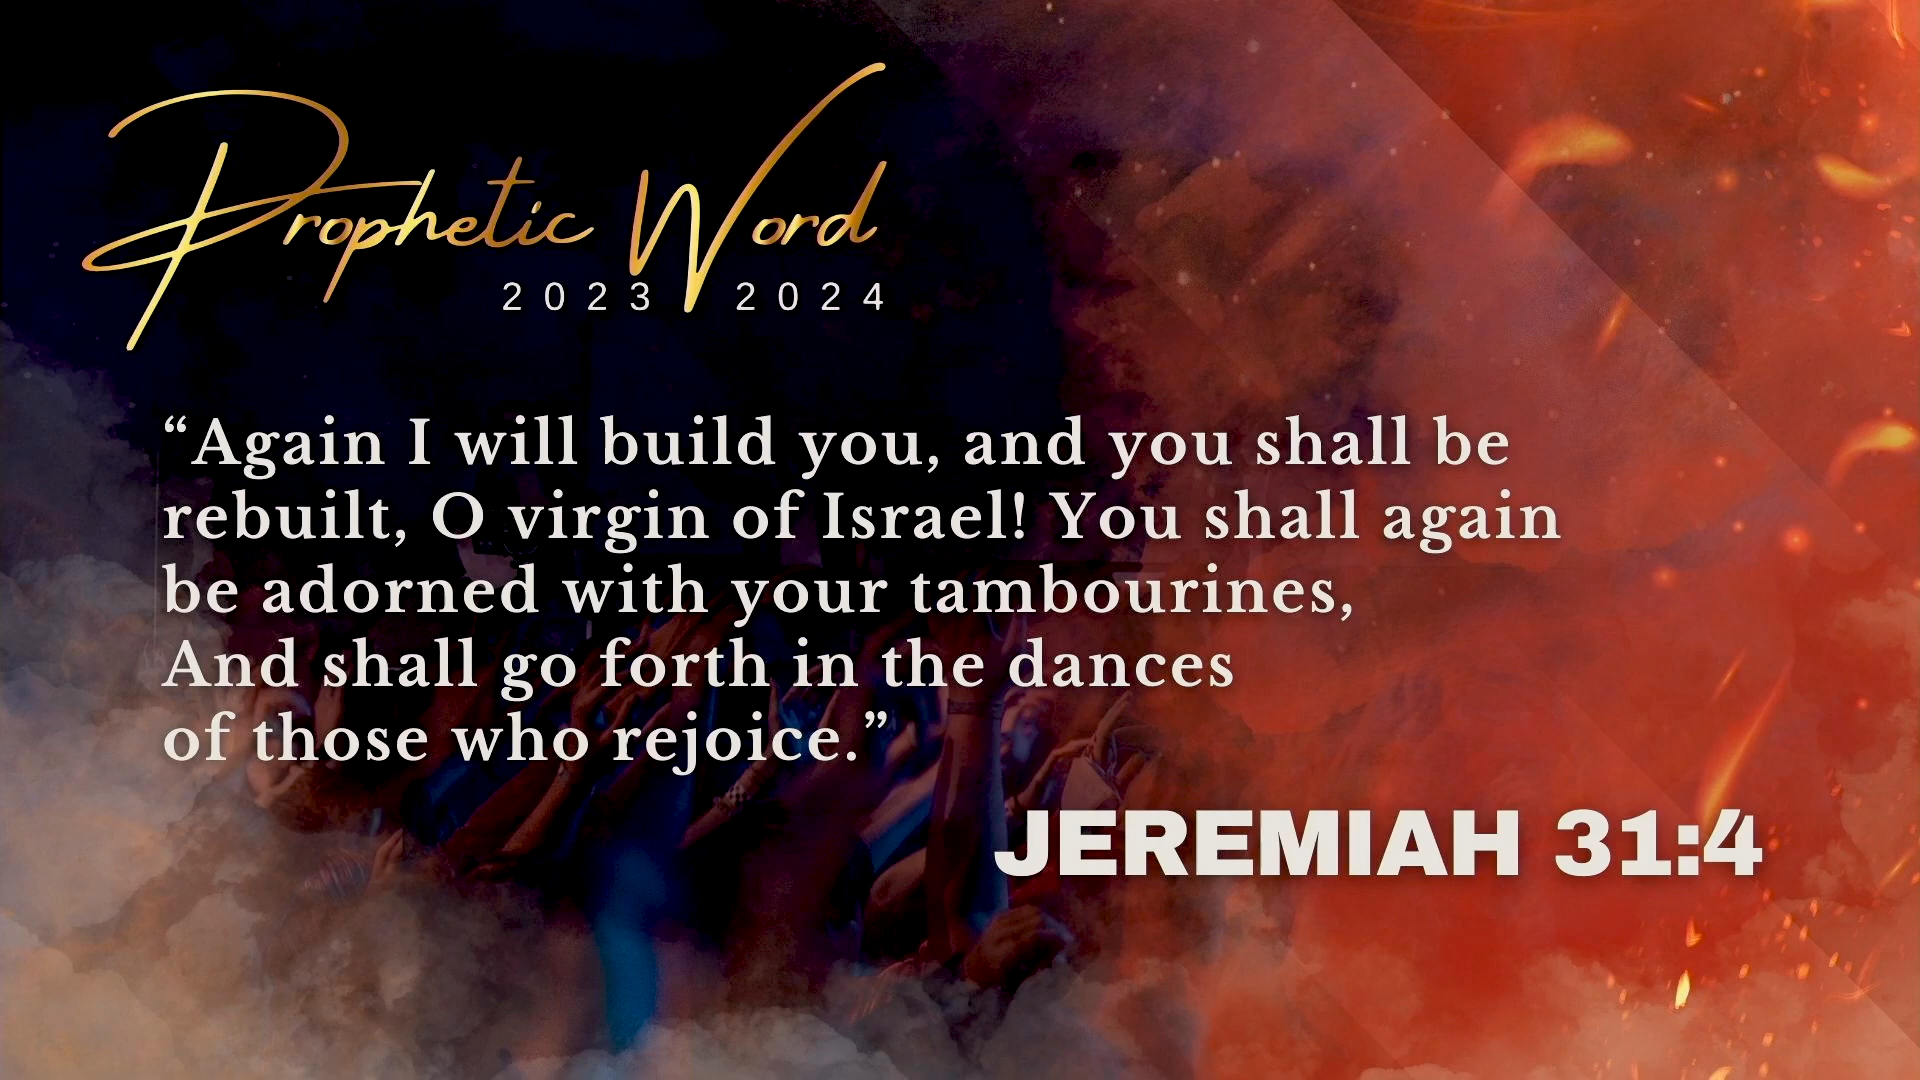 Prophetic Word
2023 2024
“Again I will build you, and you shall be
rebuilt, O virgin of Israel! You shall again
be adorned with your tambourines,
And shall go forth in the dances
of those who rejoice.”
JEREMIAH 31:4